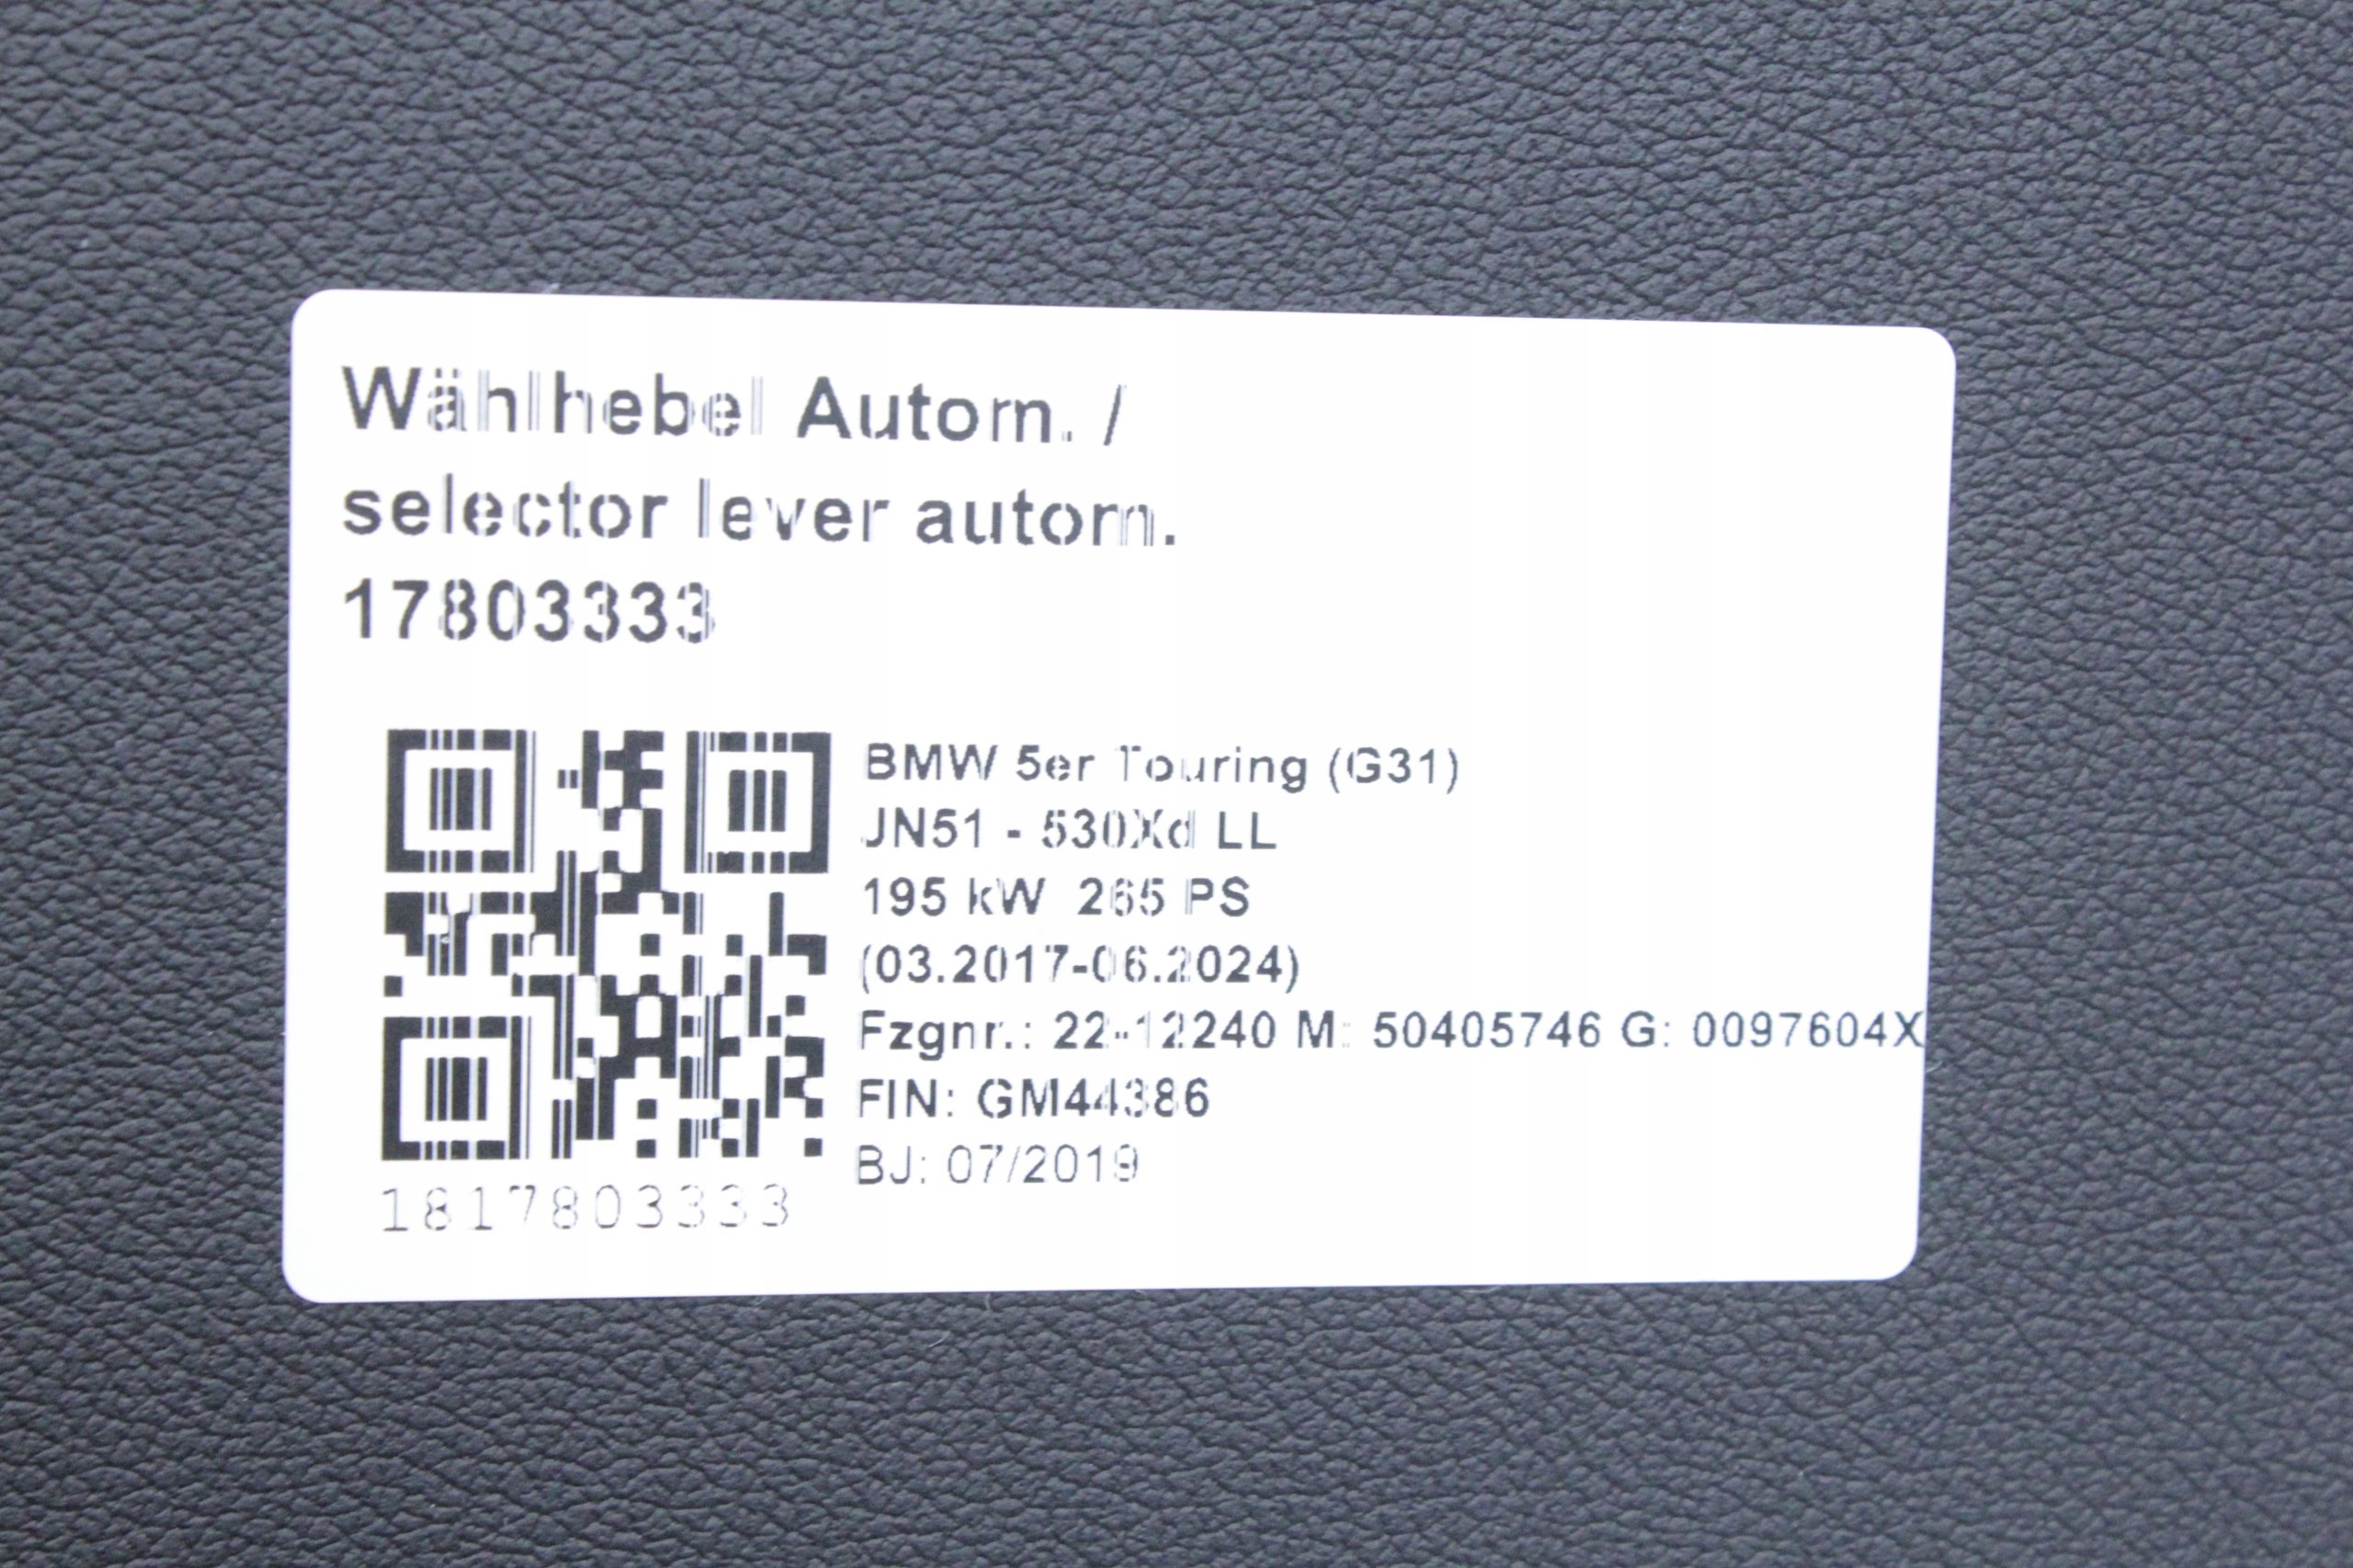 Wählhebel Autom. /
selector lever autom.
17803333
BMW 5er Touring (G31)
JN51 - 530Xd LL
195 kW 265 PS
(03.2017-06.2024)
Fzgnr.: 22-12240 M: 50405746 G: 0097604X
FIN: GM44386
BJ: 07/2019
1817803333